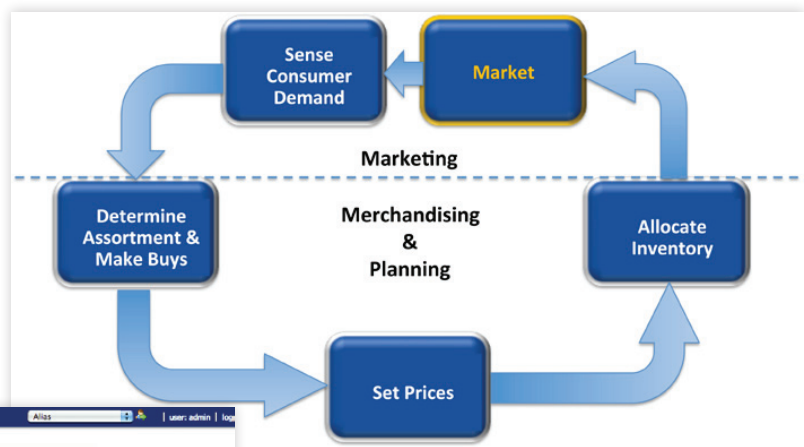 Sense
Consumer
Demand
Market
Marketing
Determine
Assortment &
Make Buys
Merchandising
&
Planning
Allocate
Inventory
Set Prices
Alias
| user: admin |